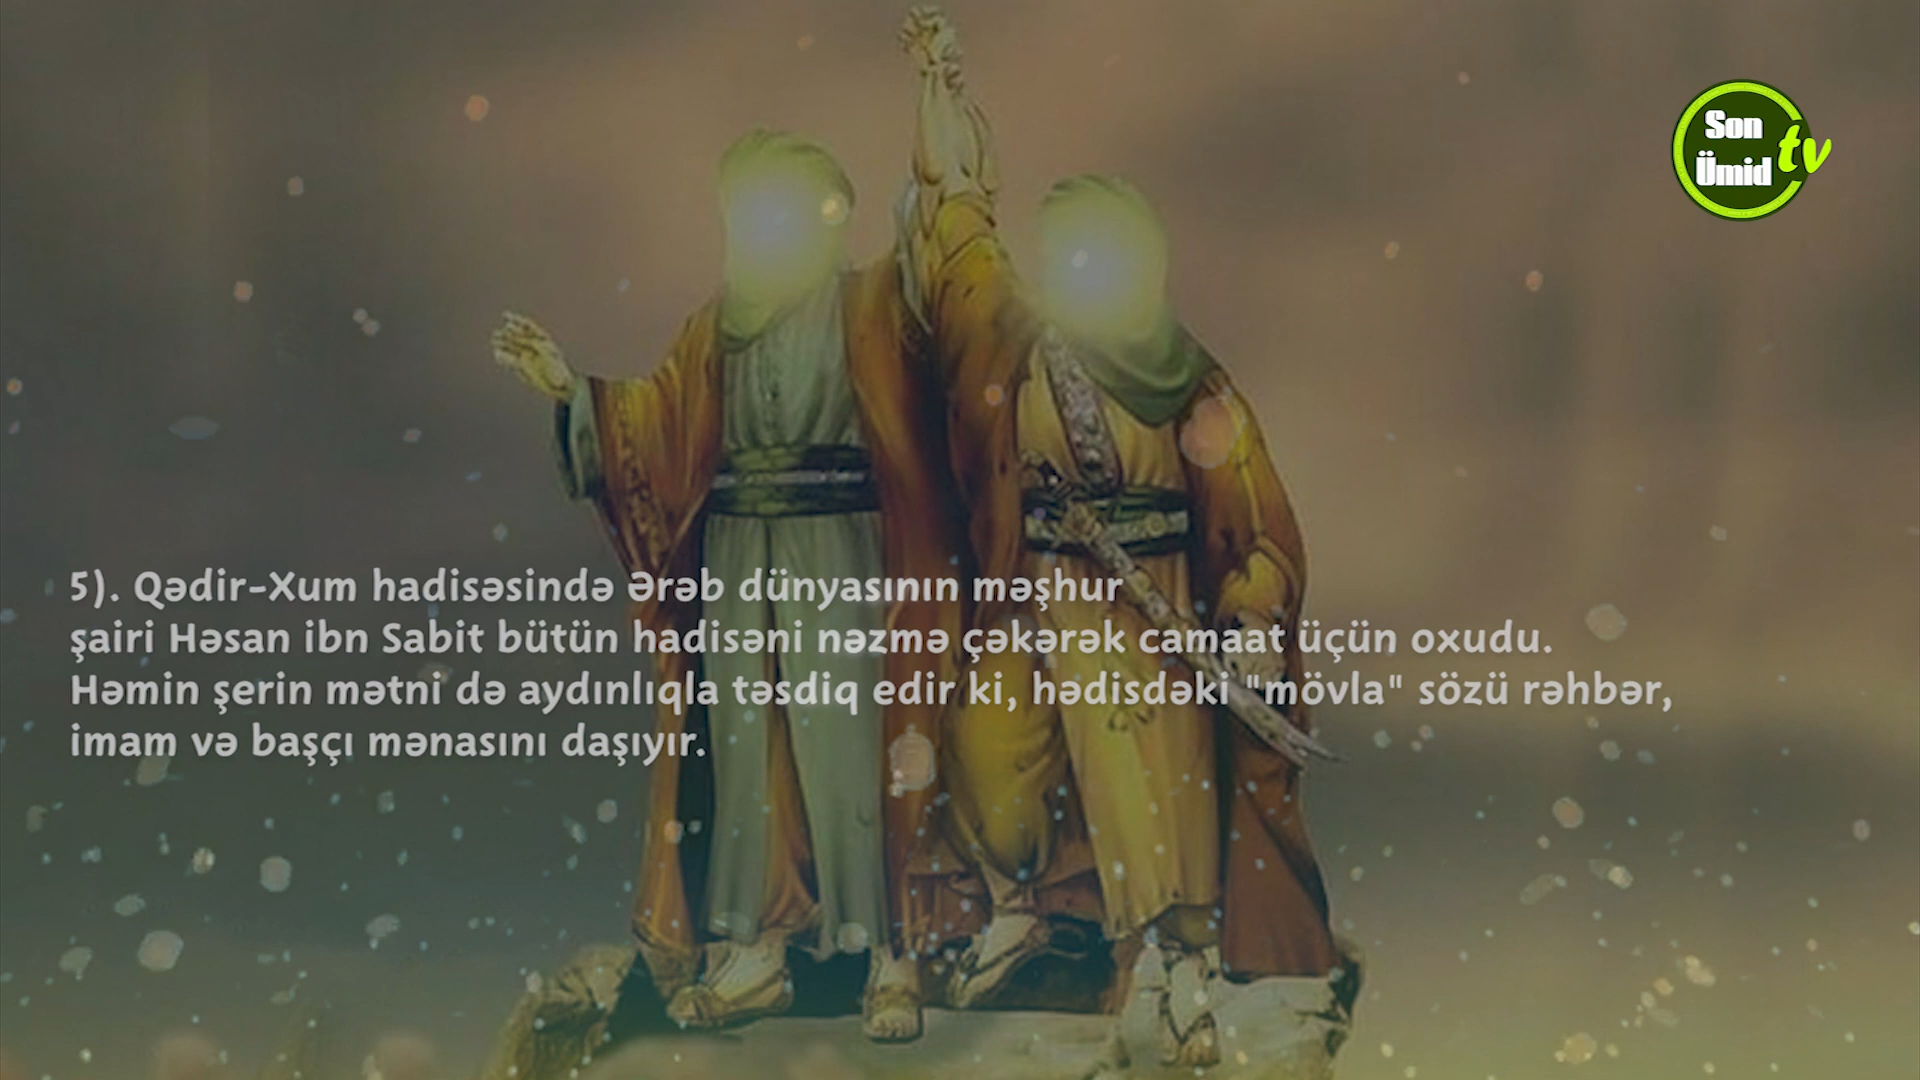 Son
Ümid tv
5). Qədir-Xum hadisəsində Ərəb dünyasının məşhur
şairi Həsan ibn Sabit bütün hadisəni nəzmə çəkərək camaat üçün oxudu.
Həmin şerin mətni də aydınlıqla təsdiq edir ki, hədisdəki "mövla" sözü rəhbər,
imam və başçı mənasını daşıyır.